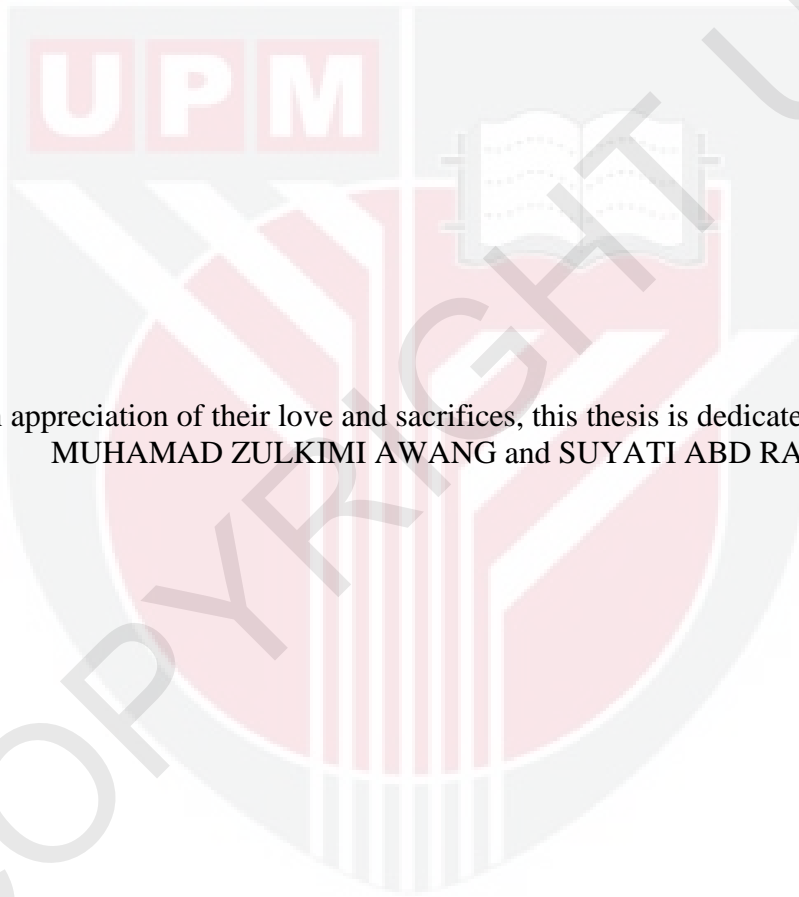 UPM
COPYRIGHT U
appreciation of their love and sacrifices, this thesis is dedicate
MUHAMAD ZULKIMI AWANG and SUYATI ABD RA